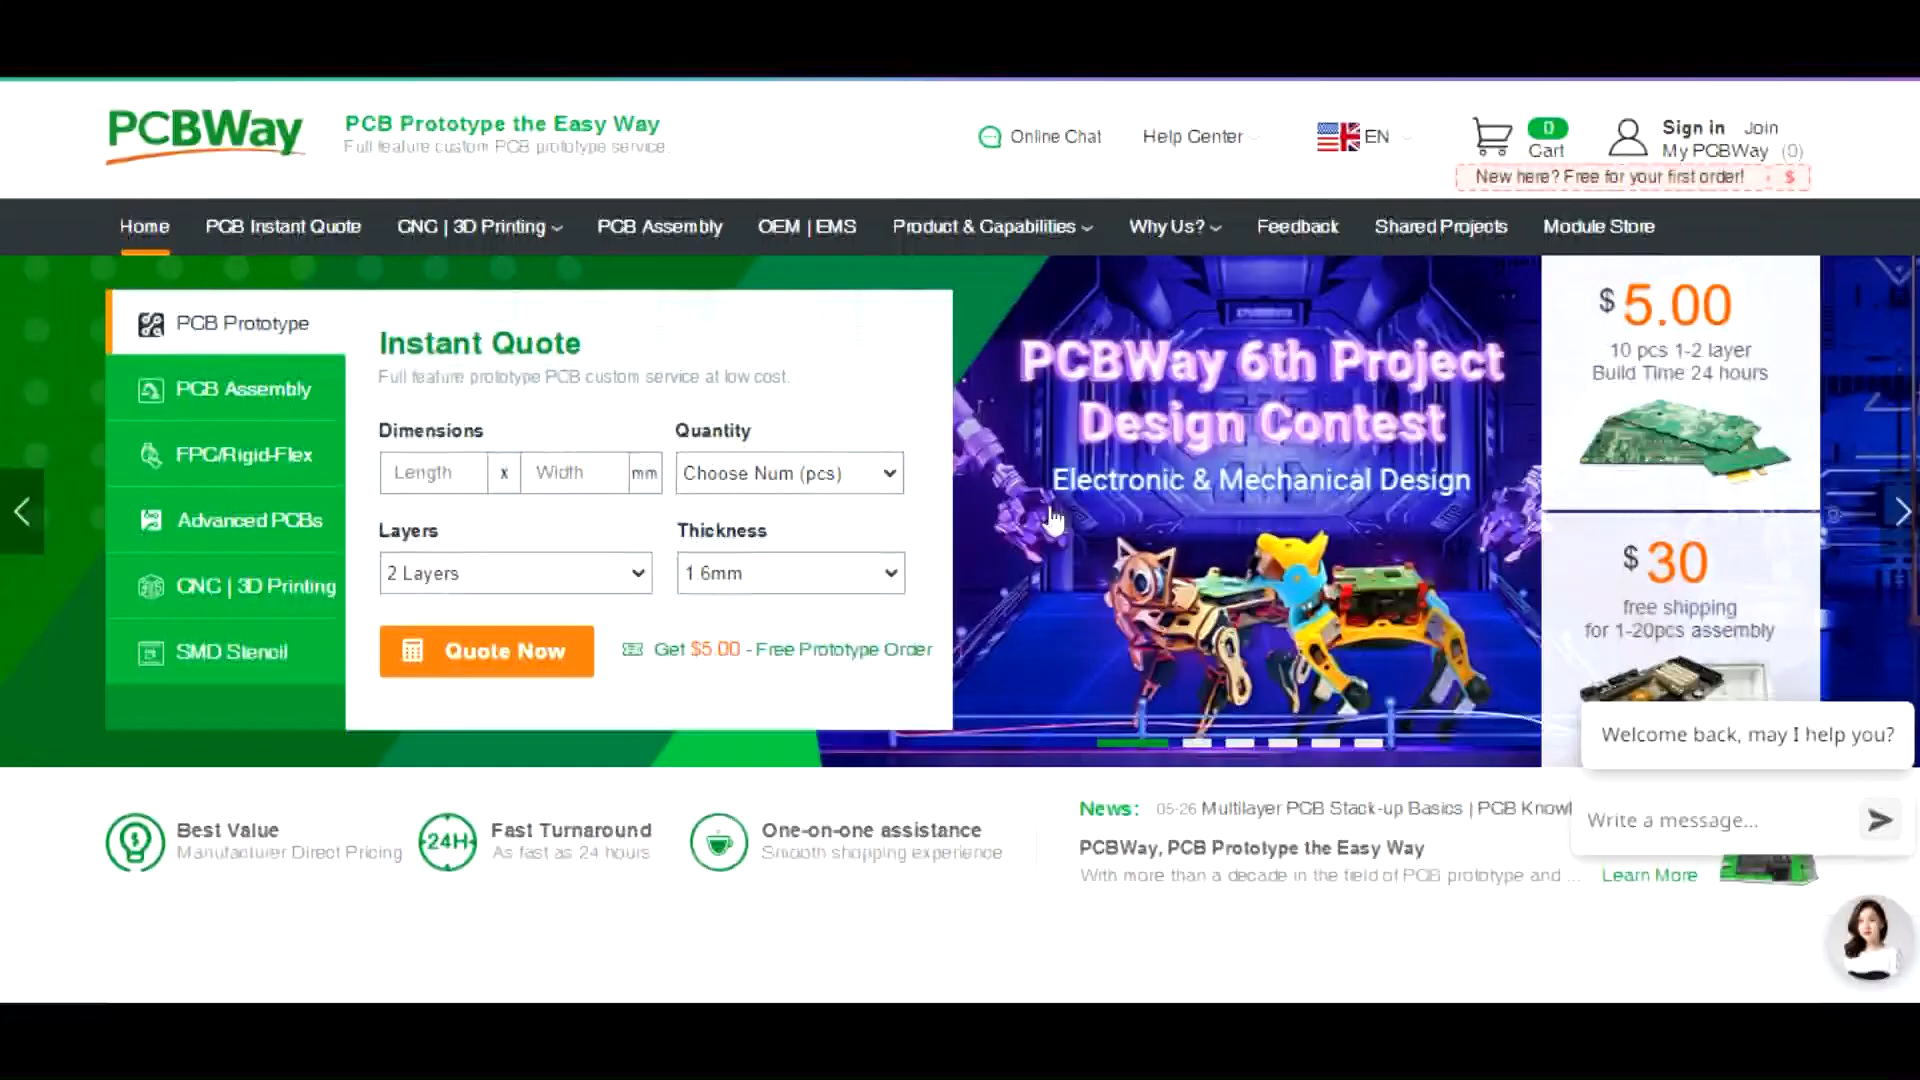 PCBWay
PCB Prototype the Easy Way
Full feature custom PCB prototype service.
Online Chat
Help Center
EN
0
Cart
Sign in Join
My PCBWay (0)
New here? Free for your first order! $
Home
PCB Instant Quote
CNC | 3D Printing
PCB Assembly
OEM | EMS
Product & Capabilities
Why Us?
Feedback
Shared Projects
Module Store
PCB Prototype
PCB Assembly
FPC/Rigid-Flex
Advanced PCBs
CNC | 3D Printing
SMD Stencil
Instant Quote
Full feature prototype PCB custom service at low cost.
Dimensions
Length x Width mm
Quantity
Choose Num (pcs)
Layers
2 Layers
Thickness
1.6mm
Quote Now
Get $5.00 - Free Prototype Order
PCBWay 6th Project
Design Contest
Electronic & Mechanical Design
$ 5.00
10 pcs 1-2 layer
Build Time 24 hours
$ 30
free shipping
for 1-20pcs assembly
Welcome back, may I help you?
Write a message...
Best Value
Manufacturer Direct Pricing
24H
Fast Turnaround
As fast as 24 hours
One-on-one assistance
Smooth shopping experience
News: 05-26 Multilayer PCB Stack-up Basics | PCB Knowl
PCBWay, PCB Prototype the Easy Way
With more than a decade in the field of PCB prototype and ... Learn More